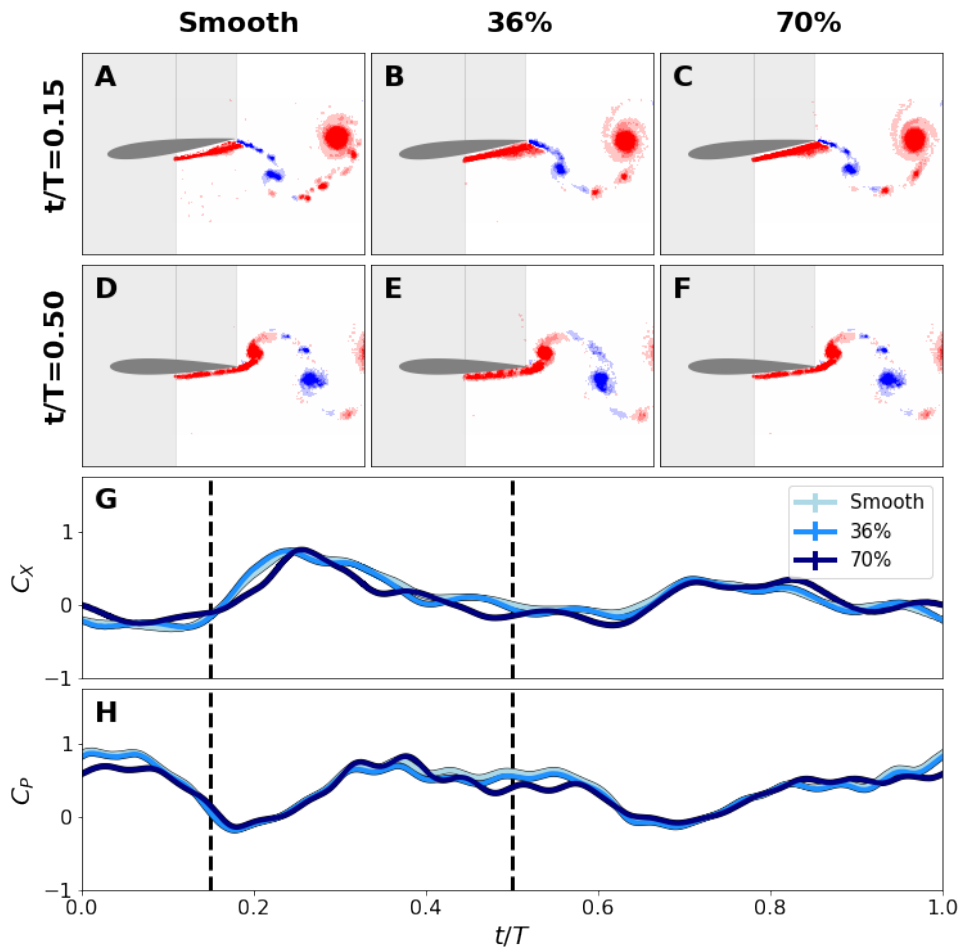 Smooth 36% 70%
t/T=0.15
A B C
t/T=0.50
D E F
G
Smooth
36%
70%
1
0
−1
C_X
H
1
0
−1
C_P
0.0 0.2 0.4 0.6 0.8 1.0
t/T